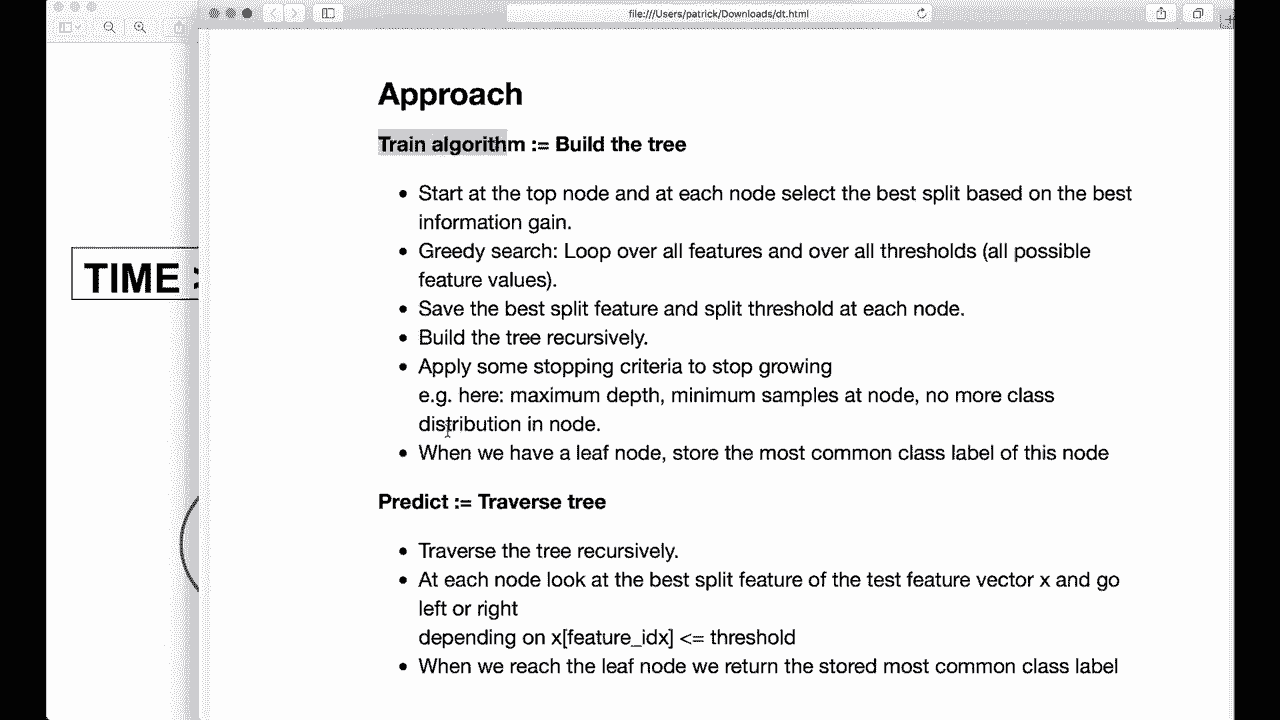 file:///Users/patrick/Downloads/dt.html
Approach
Train algorithm := Build the tree
Start at the top node and at each node select the best split based on the best
information gain.
Greedy search: Loop over all features and over all thresholds (all possible
feature values).
TIME
Save the best split feature and split threshold at each node.
Build the tree recursively.
Apply some stopping criteria to stop growing
e.g. here: maximum depth, minimum samples at node, no more class
distribution in node.
When we have a leaf node, store the most common class label of this node
Predict := Traverse tree
Traverse the tree recursively.
At each node look at the best split feature of the test feature vector x and go
left or right
depending on x[feature_idx] <= threshold
When we reach the leaf node we return the stored most common class label